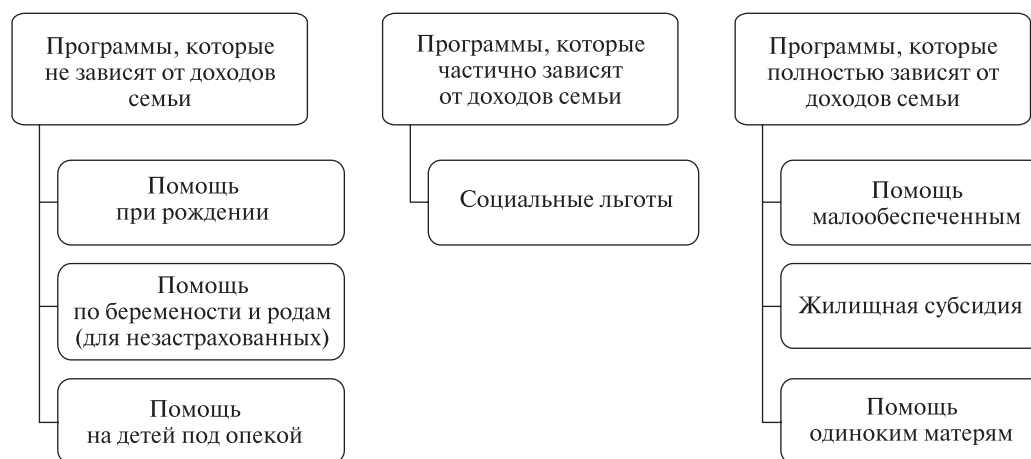 Программы, которые
не зависят от доходов
семьи
Помощь
при рождении
Помощь
по беремености и родам
(для незастрахованных)
Помощь
на детей под опекой
Программы, которые
частично зависят
от доходов семьи
Социальные льготы
Программы, которые
полностью зависят от
доходов семьи
Помощь
малообеспеченным
Жилищная субсидия
Помощь
одиноким матерям